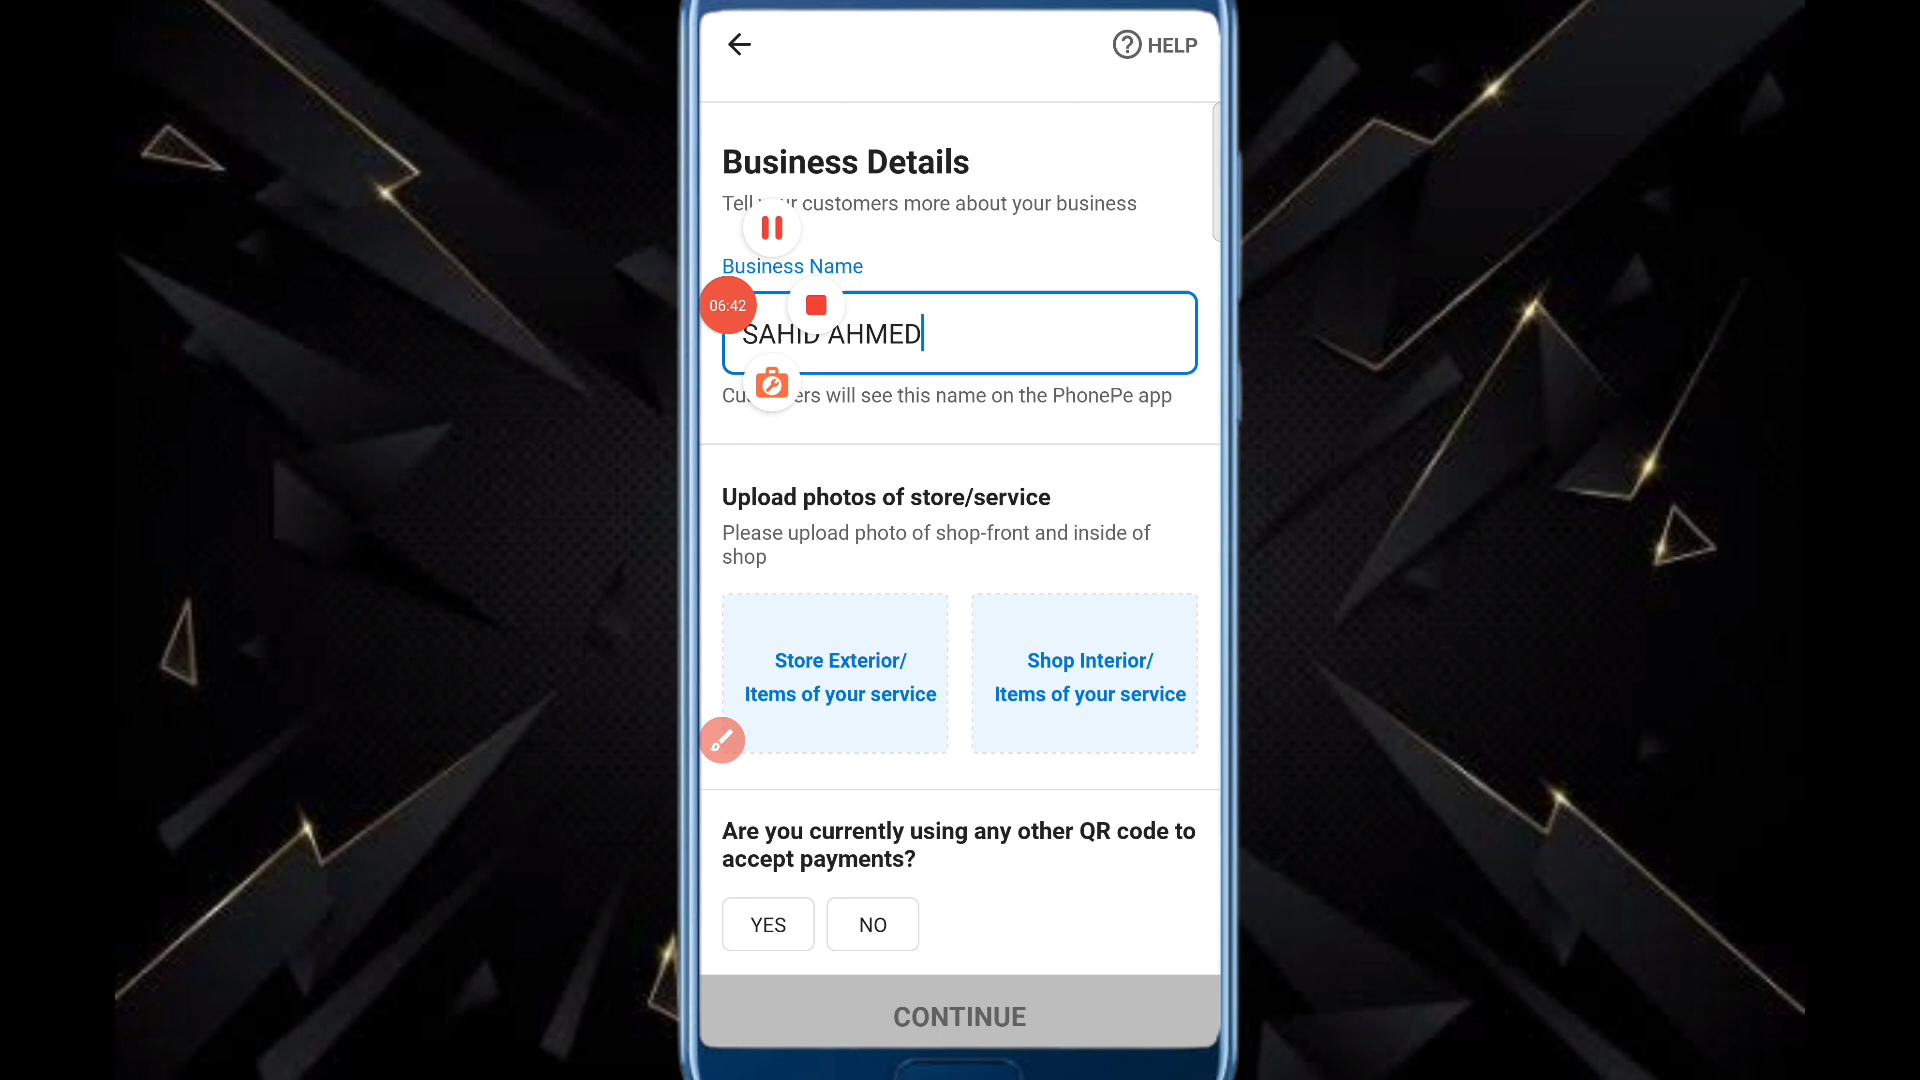 HELP
Business Details
Tell your customers more about your business
Business Name
06:42
SAHID AHMED
Customers will see this name on the PhonePe app
Upload photos of store/service
Please upload photo of shop-front and inside of
shop
Store Exterior/
Items of your service
Shop Interior/
Items of your service
Are you currently using any other QR code to
accept payments?
YES
NO
CONTINUE